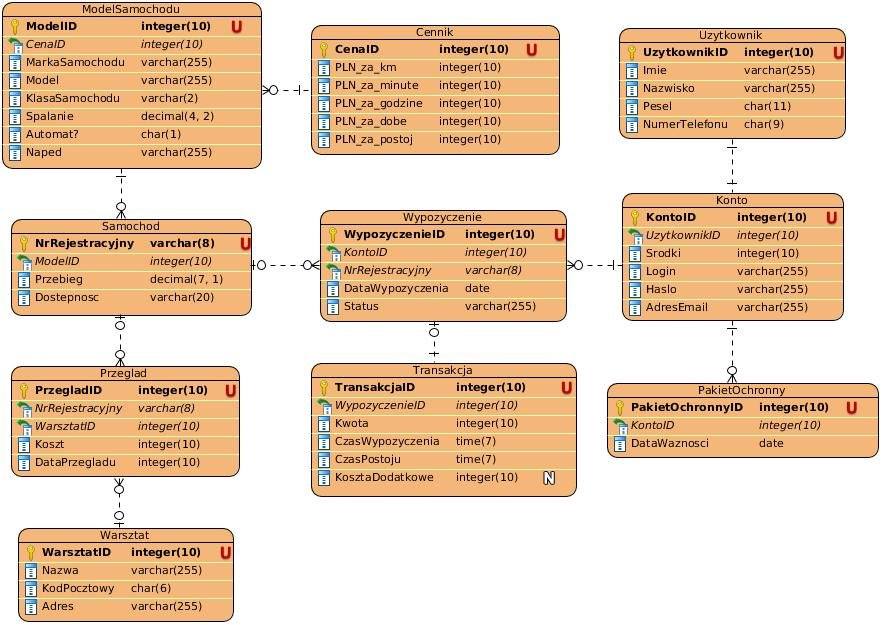 ModelSamochodu
ModelID integer(10) U
CenaID integer(10)
MarkaSamochodu varchar(255)
Model varchar(255)
KlasaSamochodu varchar(2)
Spalanie decimal(4, 2)
Automat? char(1)
Naped varchar(255)
Cennik
CenaID integer(10) U
PLN_za_km integer(10)
PLN_za_minute integer(10)
PLN_za_godzine integer(10)
PLN_za_dobe integer(10)
PLN_za_postoj integer(10)
Uzytkownik
UzytkownikID integer(10) U
Imie varchar(255)
Nazwisko varchar(255)
Pesel char(11)
NumerTelefonu char(9)
Samochod
NrRejestracyjny varchar(8) U
ModelID integer(10)
Przebieg decimal(7, 1)
Dostepnosc varchar(20)
Wypozyczenie
WypozyczenieID integer(10) U
KontoID integer(10)
NrRejestracyjny varchar(8)
DataWypozyczenia date
Status varchar(255)
Konto
KontoID integer(10) U
UzytkownikID integer(10)
Srodki integer(10)
Login varchar(255)
Haslo varchar(255)
AdresEmail varchar(255)
Przeglad
PrzegladID integer(10) U
NrRejestracyjny varchar(8)
WarsztatID integer(10)
Koszt integer(10)
DataPrzegladu integer(10)
Transakcja
TransakcjaID integer(10) U
WypozyczenieID integer(10)
Kwota integer(10)
CzasWypozyczenia time(7)
CzasPostoju time(7)
KosztaDodatkowe integer(10) N
PakietOchronny
PakietOchronnyID integer(10) U
KontoID integer(10)
DataWaznosci date
Warsztat
WarsztatID integer(10) U
Nazwa varchar(255)
KodPocztowy char(6)
Adres varchar(255)